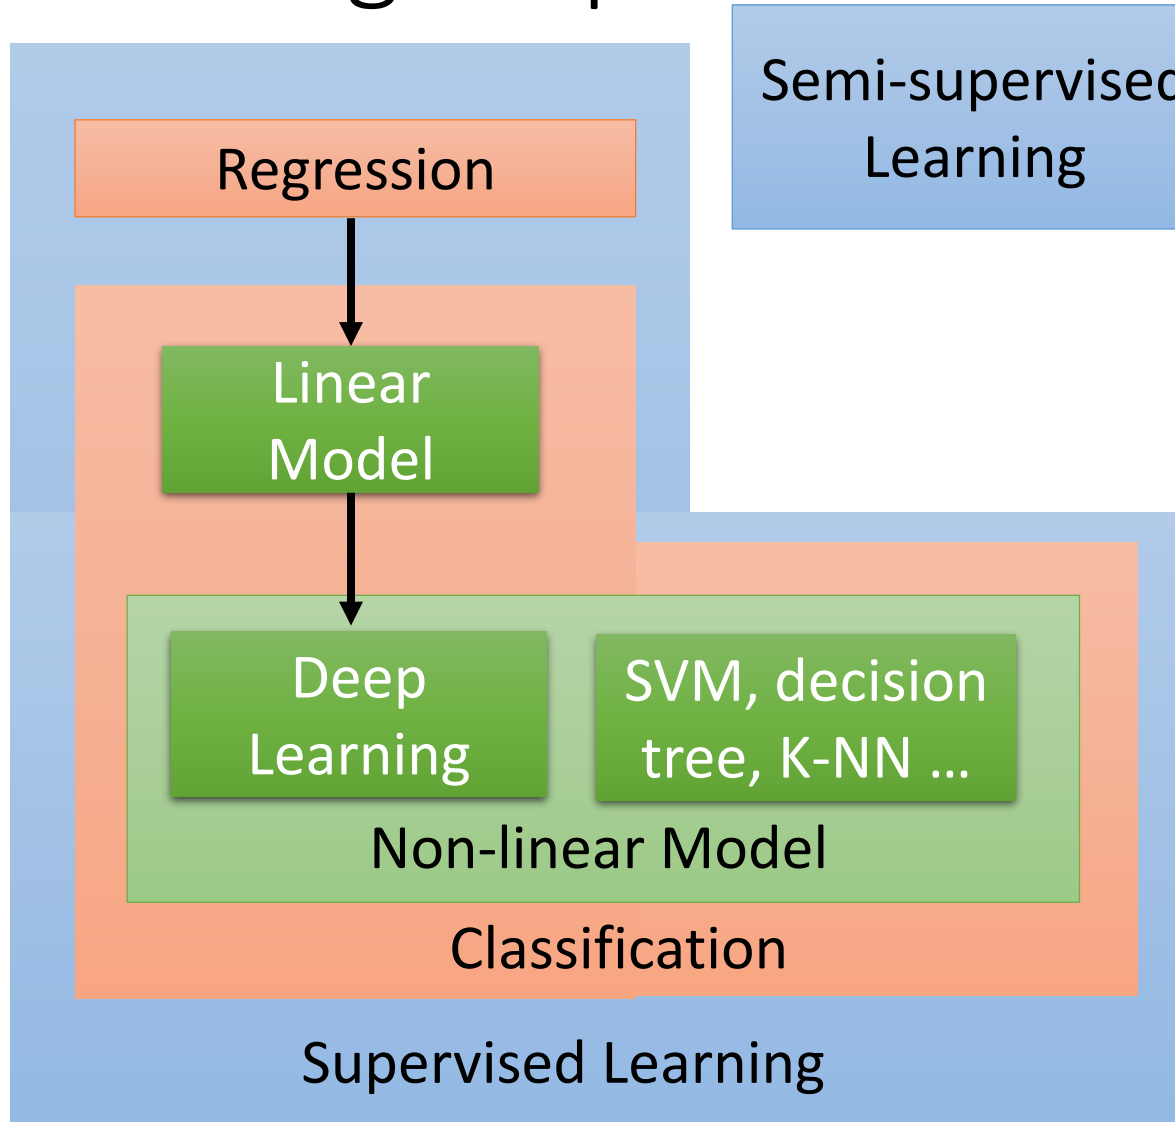 Semi-supervised
Learning
Regression
Linear
Model
Deep
Learning
SVM, decision
tree, K-NN ...
Non-linear Model
Classification
Supervised Learning